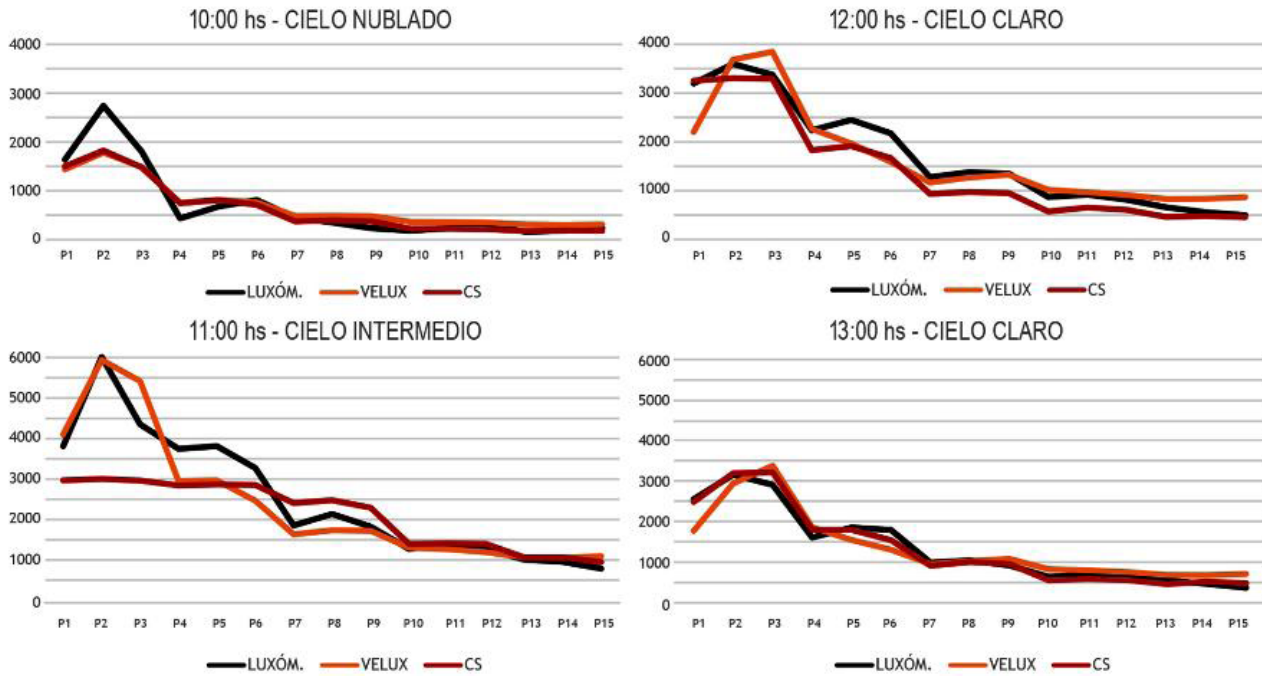 10:00 hs - CIELO NUBLADO
4000
3000
2000
1000
0
P1 P2 P3 P4 P5 P6 P7 P8 P9 P10 P11 P12 P13 P14 P15
LUXÓM. VELUX CS
12:00 hs - CIELO CLARO
4000
3000
2000
1000
0
P1 P2 P3 P4 P5 P6 P7 P8 P9 P10 P11 P12 P13 P14 P15
LUXÓM. VELUX CS
11:00 hs - CIELO INTERMEDIO
6000
5000
4000
3000
2000
1000
0
P1 P2 P3 P4 P5 P6 P7 P8 P9 P10 P11 P12 P13 P14 P15
LUXÓM. VELUX CS
13:00 hs - CIELO CLARO
6000
5000
4000
3000
2000
1000
0
P1 P2 P3 P4 P5 P6 P7 P8 P9 P10 P11 P12 P13 P14 P15
LUXÓM. VELUX CS